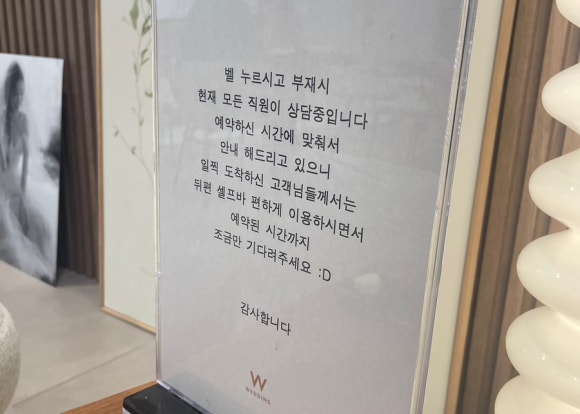 벨 누르시고 부재시
현재 모든 직원이 상담중입니다
예약하신 시간에 맞춰서
안내 해드리고 있으니
일찍 도착하신 고객님들께서는
뒤편 셀프바 편하게 이용하시면서
예약된 시간까지
조금만 기다려주세요 :D
감사합니다
W
WEDDING